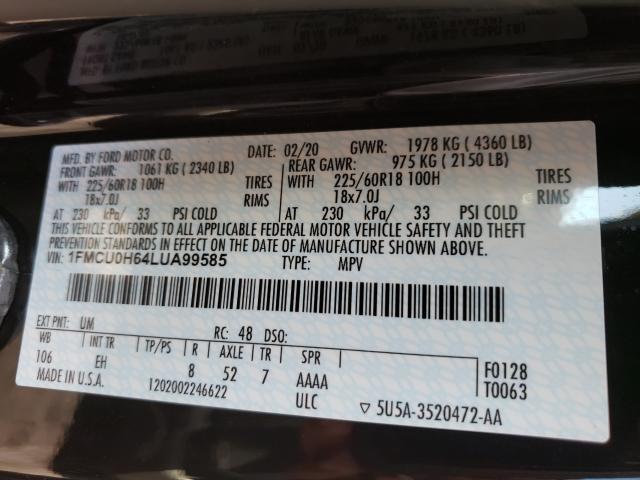 MFD. BY FORD MOTOR CO. DATE: 02/20 GVWR: 1978 KG ( 4360 LB)
FRONT GAWR: 1061 KG ( 2340 LB) REAR GAWR: 975 KG ( 2150 LB)
WITH 225/60R18 100H TIRES WITH 225/60R18 100H TIRES
18x7.0J RIMS 18x7.0J RIMS
AT 230 kPa/ 33 PSI COLD AT 230 kPa/ 33 PSI COLD
THIS VEHICLE CONFORMS TO ALL APPLICABLE FEDERAL MOTOR VEHICLE SAFETY AND THEFT
PREVENTION STANDARDS IN EFFECT ON THE DATE OF MANUFACTURE SHOWN ABOVE.
VIN: 1FMCU0H64LUA99585 TYPE: MPV
EXT PNT: UM RC: 48 DSO:
WB INT TR TP/PS R AXLE TR SPR
106 EH 8 52 7 AAAA F0128
MADE IN U.S.A. 1202002246622 ULC T0063
▽ 5U5A-3520472-AA